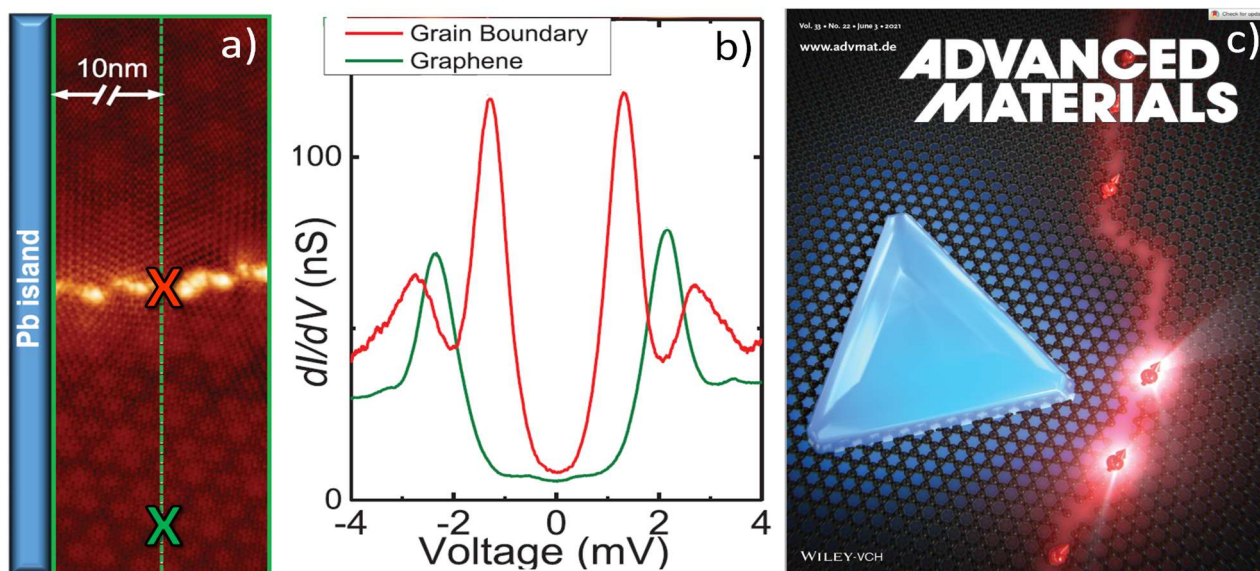 a)
10nm
X
X
Pb island
b)
Grain Boundary
Graphene
100
0
dI/dV (nS)
-4
-2
0
2
4
Voltage (mV)
Vol. 33 • No. 22 • June 3 • 2021
www.advmat.de
c)
ADVANCED
MATERIALS
WILEY-VCH